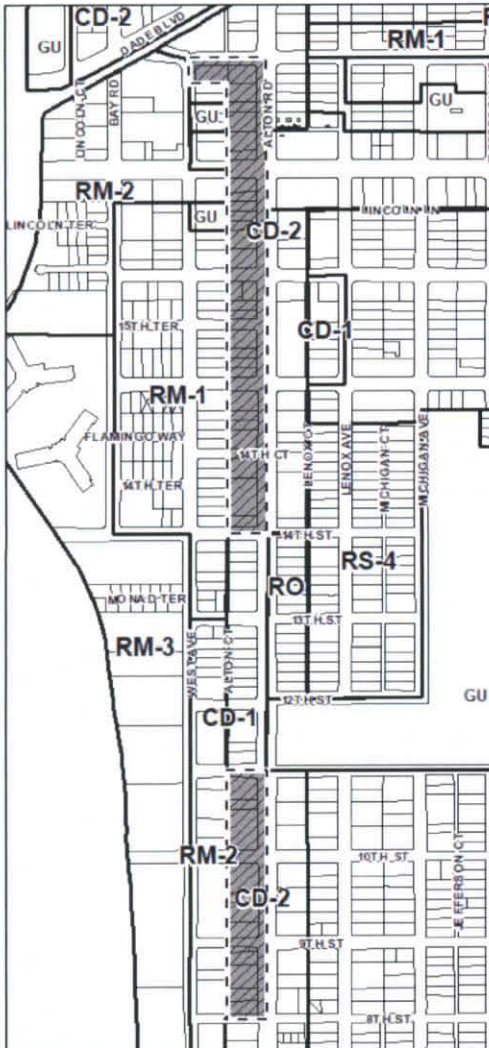 CD-2
GU
DADEBLVD
RM-1
GU
BAY RD
ALTON RD
GU
RM-2
LINCOLN TER
GU
CD-2
LINCOLN LN
15TH TER
CD-1
RM-1
FLAMINGO WAY
14TH CT
14TH TER
LENOX CT
LENOX AVE
MICHIGAN CT
MICHIGAN AVE
14TH ST
RS-4
RO
MONAD TER
13TH ST
RM-3
WEST AVE
ALTON CT
12TH ST
GU
CD-1
RM-2
10TH ST
JEFFERSON CT
CD-2
9TH ST
8TH ST